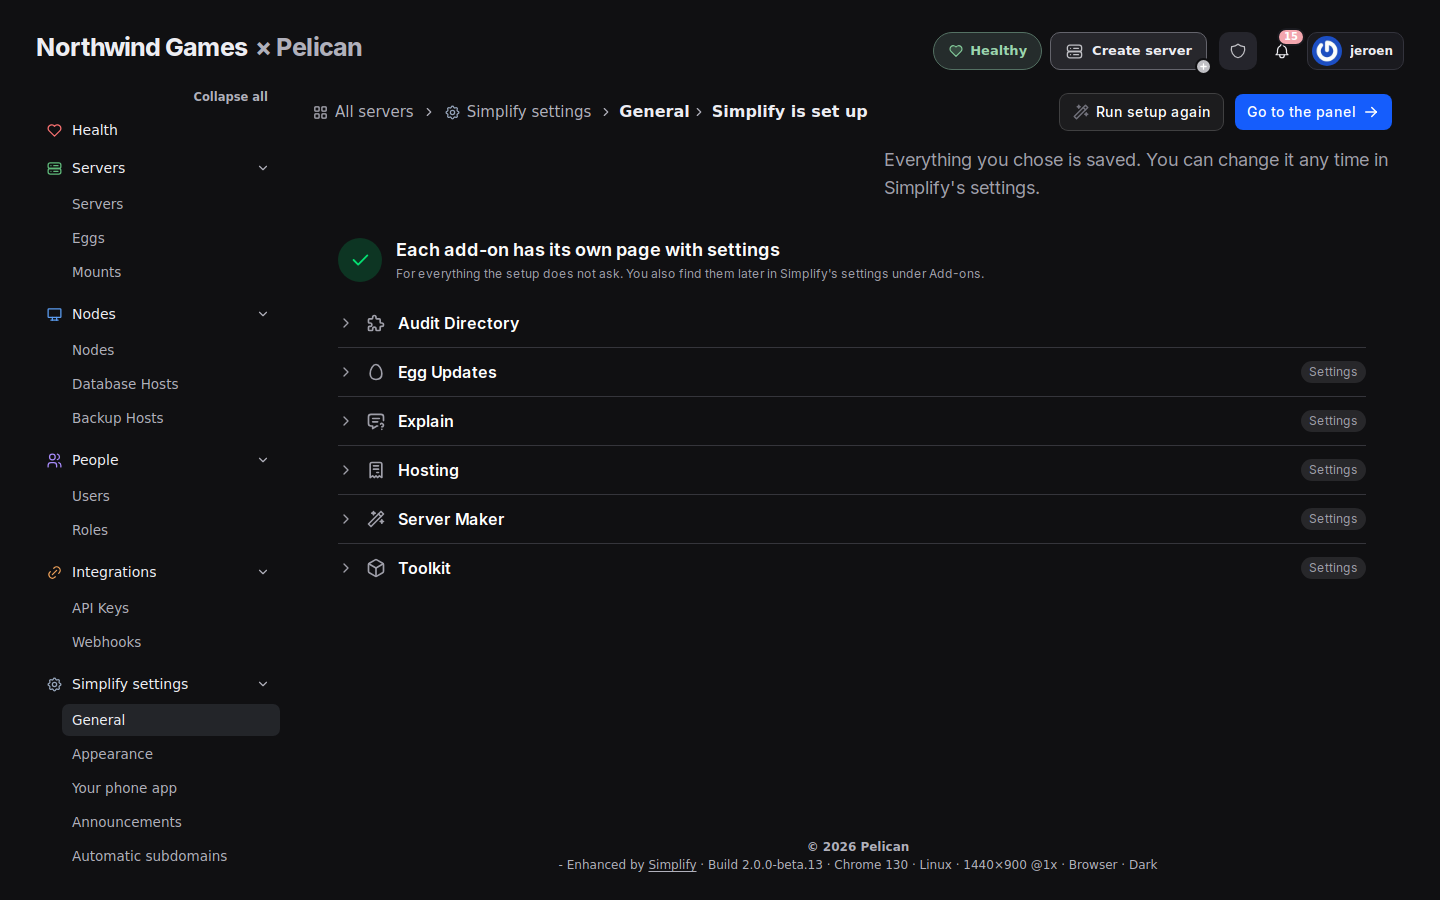 Northwind Games × Pelican
Healthy
Create server
15
jeroen
Collapse all
Health
Servers
Servers
Eggs
Mounts
Nodes
Nodes
Database Hosts
Backup Hosts
People
Users
Roles
Integrations
API Keys
Webhooks
Simplify settings
General
Appearance
Your phone app
Announcements
Automatic subdomains
All servers > Simplify settings > General > Simplify is set up
Run setup again
Go to the panel →
Everything you chose is saved. You can change it any time in
Simplify's settings.
Each add-on has its own page with settings
For everything the setup does not ask. You also find them later in Simplify's settings under Add-ons.
Audit Directory
Egg Updates Settings
Explain Settings
Hosting Settings
Server Maker Settings
Toolkit Settings
© 2026 Pelican
- Enhanced by Simplify · Build 2.0.0-beta.13 · Chrome 130 · Linux · 1440×900 @1x · Browser · Dark